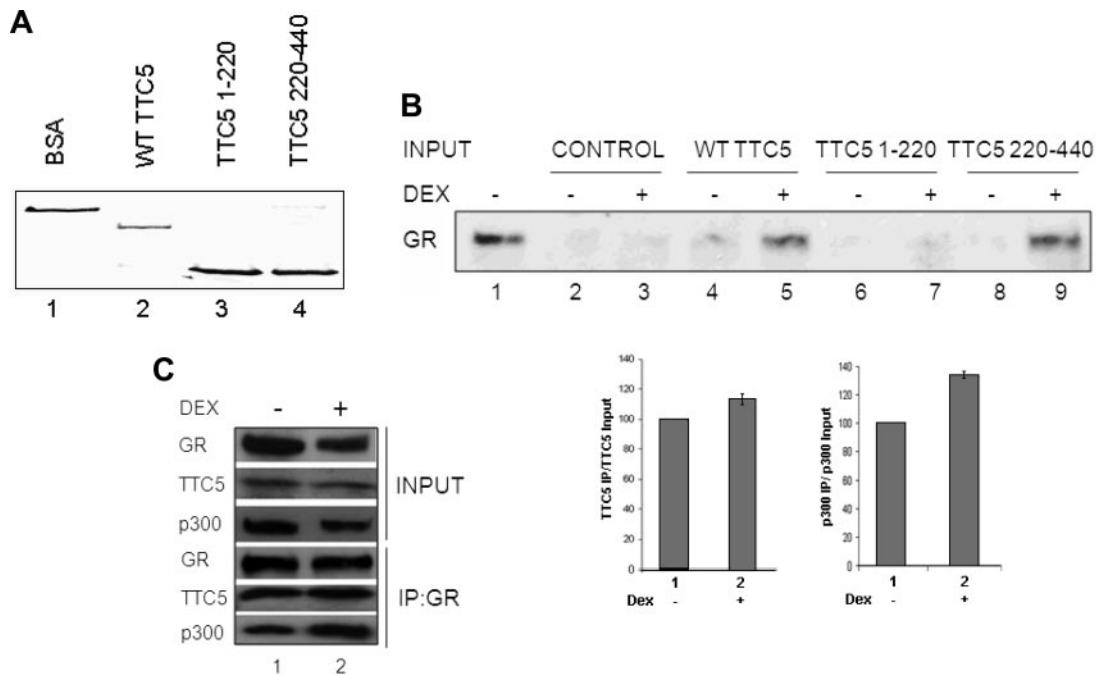 A
BSA
WT TTC5
TTC5 1-220
TTC5 220-440
1 2 3 4
B
INPUT CONTROL WT TTC5 TTC5 1-220 TTC5 220-440
DEX - - + - + - + - +
GR
1 2 3 4 5 6 7 8 9
C
DEX - +
GR
TTC5
p300
INPUT
GR
TTC5
p300
IP:GR
1 2
TTC5 IP/TTC5 Input
140
120
100
80
60
40
20
0
1 2
Dex - +
p300 IP/ p300 Input
140
120
100
80
60
40
20
0
1 2
Dex - +